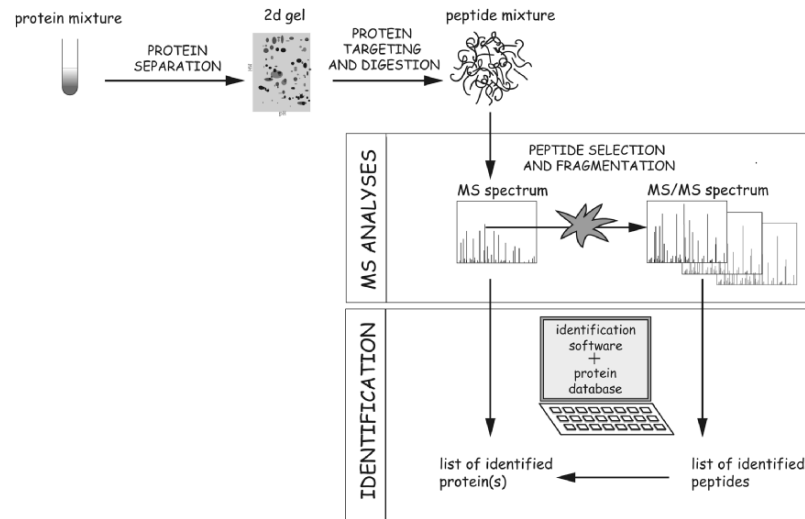 protein mixture
PROTEIN
SEPARATION
2d gel
PROTEIN
TARGETING
AND DIGESTION
peptide mixture
MS ANALYSES
PEPTIDE SELECTION
AND FRAGMENTATION
MS spectrum
MS/MS spectrum
IDENTIFICATION
identification
software
+
protein
database
list of identified
protein(s)
list of identified
peptides